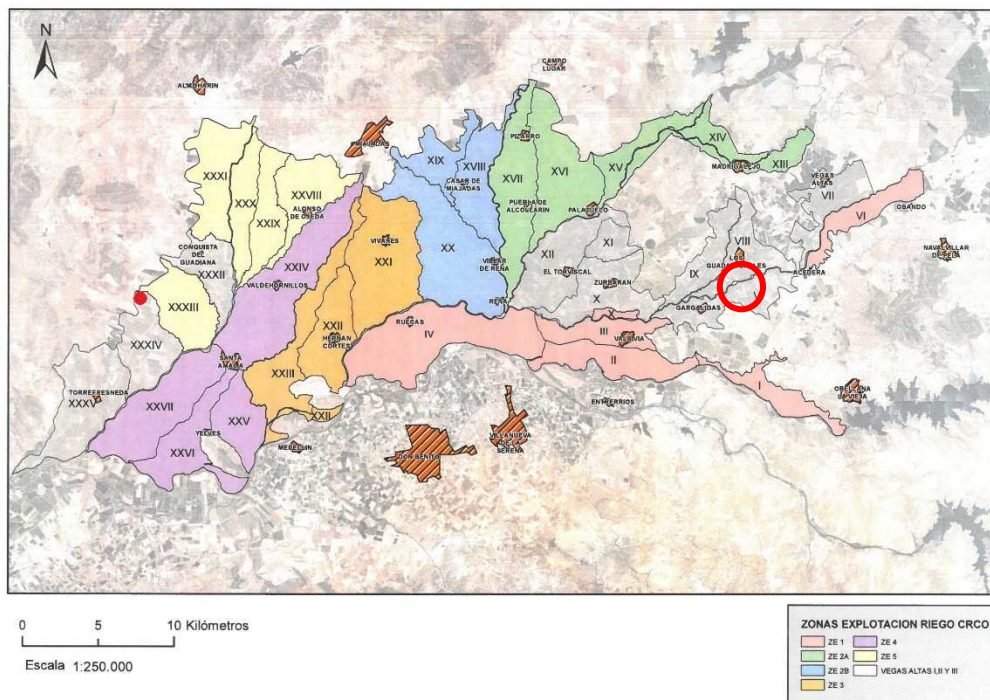 N
ALMOHARIN
CAMPO
LUGAR
PIZARRO
XIV
MADRIGALEJO
XIII
XIX
XVIII
CASAR DE
MIAJADAS
XVII
XVI
XV
VEGAS
ALTAS
VII
XXXI
XXX
XXVIII
XXIX
ALONSO
DE OJEDA
PUEBLA DE
ALCOLLARIN
PALAZUELO
VI
OBANDO
CONQUISTA
DEL
GUADIANA
XXXII
XXIV
VIVARES
XXI
XX
VILLAR
DE RENA
XII
XI
EL TORVISCAL
ZURBARAN
IX
VIII
LOS
ACEDERA
NAVALVILLAR
XXXIII
VALDEHORNILLOS
RENA
X
X
GARGALIGAS
XXXIV
XXII
HERNAN
CORTES
RUECAS
IV
III
VALDIVIA
II
I
SANTA
AMALIA
XXIII
TORREFRESNEDA
XXXV
XXVII
XXV
XXII
YELVES
XXVI
MEDELLIN
ENTRERRIOS
ORELLANA
LA VIEJA
DON BENITO
VILLANUEVA
DE LA
SERENA
0 5 10 Kilómetros
Escala 1:250.000
ZONAS EXPLOTACION RIEGO CRCO
ZE 1
ZE 4
ZE 2A
ZE 5
ZE 2B
VEGAS ALTAS I,II Y III
ZE 3